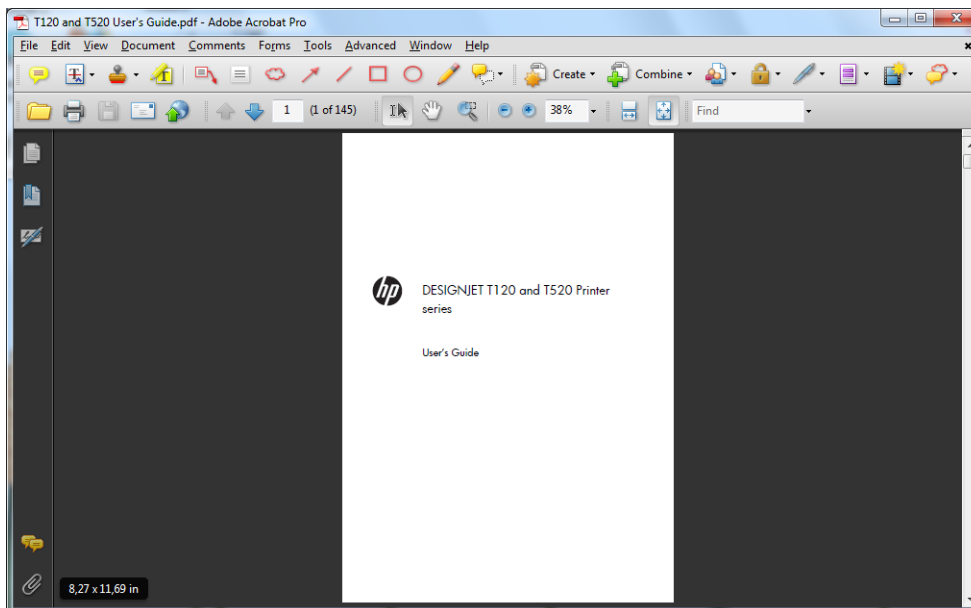 T120 and T520 User's Guide.pdf - Adobe Acrobat Pro
File Edit View Document Comments Forms Tools Advanced Window Help
Create Combine
1 (1 of 145) 38% Find
hp
DESIGNJET T120 and T520 Printer
series
User's Guide
8,27 x 11,69 in